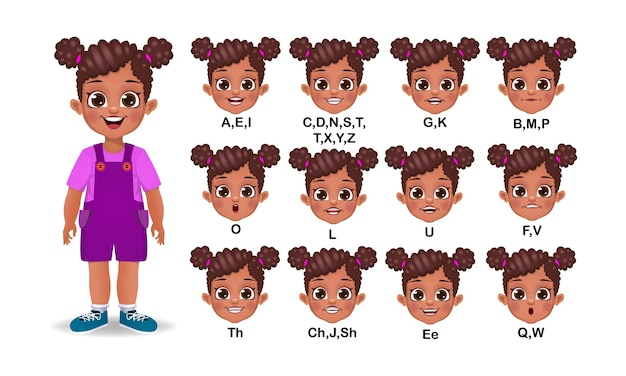 A,E,I
C,D,N,S,T,
T,X,Y,Z
G,K
B,M,P
O
L
U
F,V
Th
Ch,J,Sh
Ee
Q,W